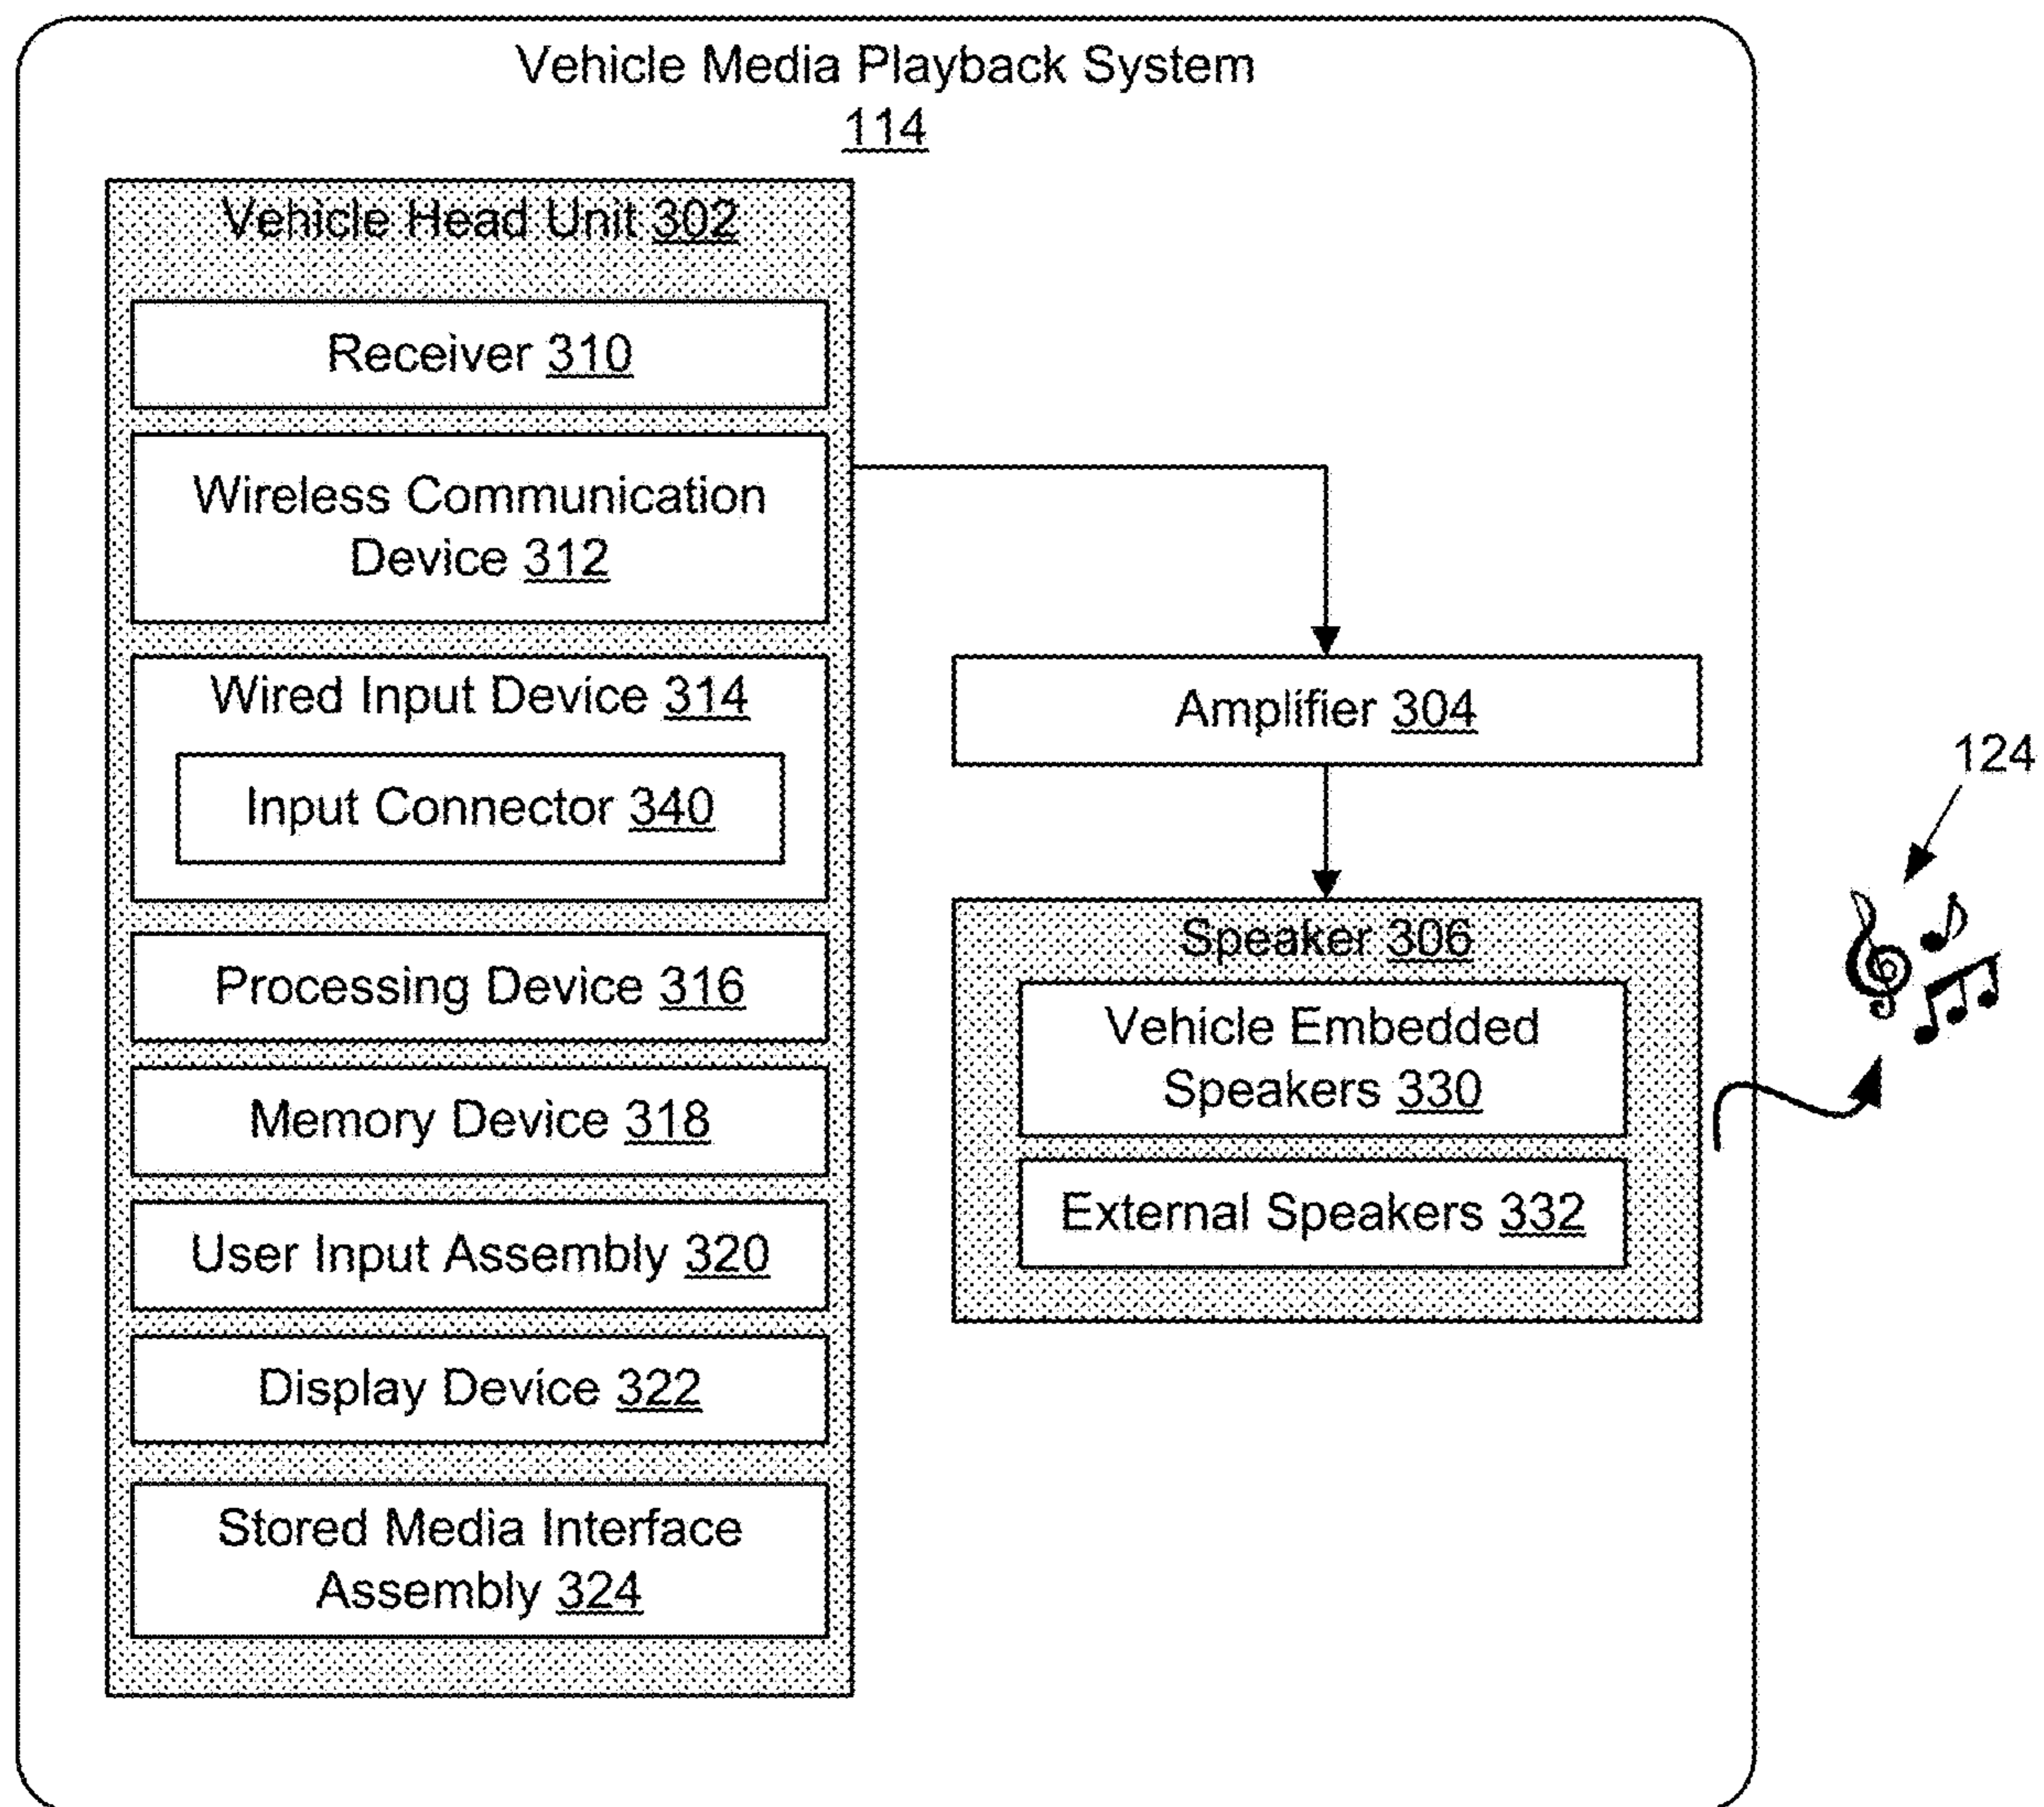 Vehicle Media Playback System
114
Vehicle Head Unit 302
Receiver 310
Wireless Communication
Device 312
Wired Input Device 314
Input Connector 340
Processing Device 316
Memory Device 318
User Input Assembly 320
Display Device 322
Stored Media Interface
Assembly 324
Amplifier 304
Speaker 306
Vehicle Embedded
Speakers 330
External Speakers 332
124